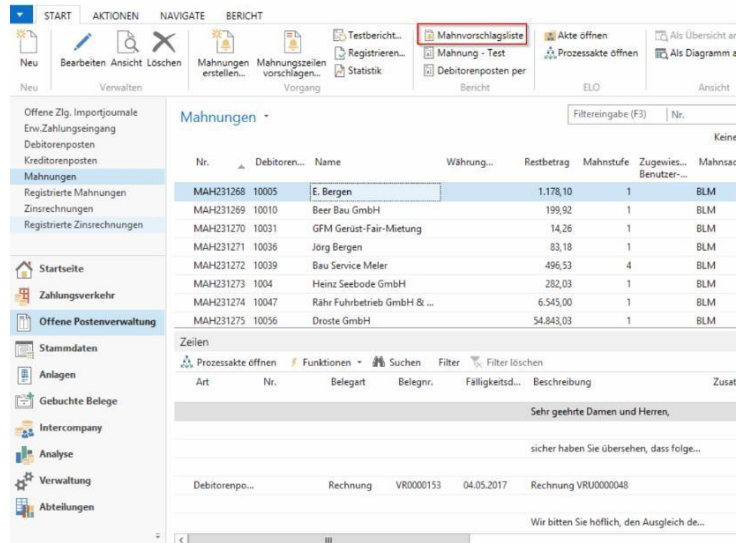 START AKTIONEN NAVIGATE BERICHT
Neu
Bearbeiten Ansicht Löschen
Mahnungen erstellen...
Mahnungszeilen vorschlagen...
Testbericht...
Registrieren...
Statistik
Mahnvorschlagsliste
Mahnung - Test
Debitorenposten per
Akte öffnen
Prozessakte öffnen
Als Übersicht an
Als Diagramm a
Neu Verwalten Vorgang Bericht ELO Ansicht
Offene Zlg. Importjournale
Erw.Zahlungseingang
Debitorenposten
Kreditorenposten
Mahnungen
Registrierte Mahnungen
Zinsrechnungen
Registrierte Zinsrechnungen
Startseite
Zahlungsverkehr
Offene Postenverwaltung
Stammdaten
Anlagen
Gebuchte Belege
Intercompany
Analyse
Verwaltung
Abteilungen
Mahnungen
Filtereingabe (F3) Nr.
Keine
Nr. Debitoren... Name Währung... Restbetrag Mahnstufe Zugewies... Benutzer-... Mahnsac
MAH231268 10005 E. Bergen 1.178,10 1 BLM
MAH231269 10010 Beer Bau GmbH 199,92 1 BLM
MAH231270 10031 GFM Gerüst-Fair-Mietung 14,26 1 BLM
MAH231271 10036 Jörg Bergen 83,18 1 BLM
MAH231272 10039 Bau Service Meler 496,53 4 BLM
MAH231273 1004 Heinz Seebode GmbH 282,03 1 BLM
MAH231274 10047 Rähr Fuhrbetrieb GmbH & ... 6.545,00 1 BLM
MAH231275 10056 Droste GmbH 54.843,03 1 BLM
Zeilen
Prozessakte öffnen Funktionen Suchen Filter Filter löschen
Art Nr. Belegart Belegnr. Fälligkeitsd... Beschreibung Zusat
Sehr geehrte Damen und Herren,
sicher haben Sie übersehen, dass folge...
Debitorenpo... Rechnung VR0000153 04.05.2017 Rechnung VRU0000048
Wir bitten Sie höflich, den Ausgleich de...